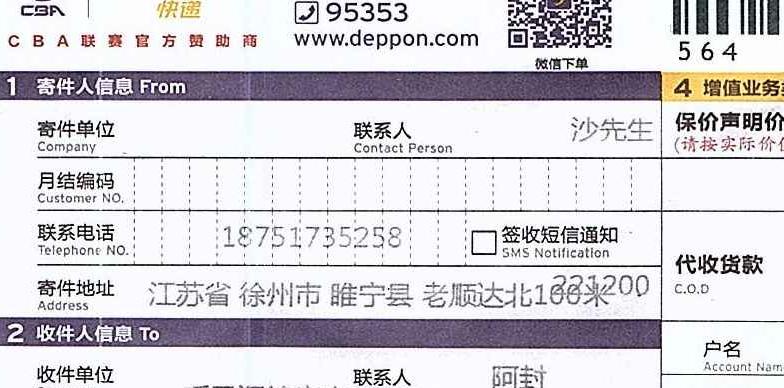 CBA 快递
95353
CBA联赛官方赞助商
www.deppon.com
微信下单
564
1 寄件人信息 From
4 增值业务
寄件单位
Company
联系人
Contact Person
沙先生
保价声明价
(请按实际价
月结编码
Customer NO.
联系电话
Telephone NO.
18751735258
签收短信通知
SMS Notification
代收货款
C.O.D
寄件地址
Address
江苏省 徐州市 睢宁县 老顺达北100米
221200
2 收件人信息 To
户名
Account Nam
收件单位
联系人
阿封